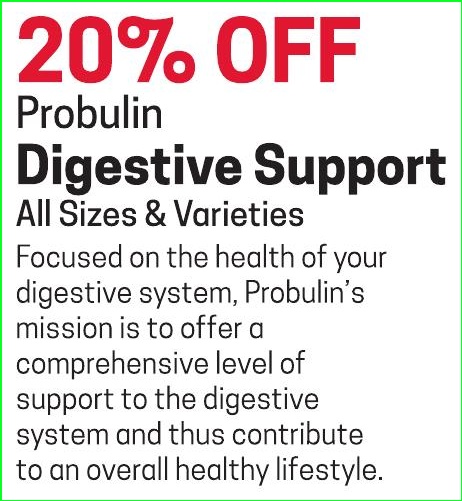 20% OFF
Probulin
Digestive Support
All Sizes & Varieties
Focused on the health of your
digestive system, Probulin’s
mission is to offer a
comprehensive level of
support to the digestive
system and thus contribute
to an overall healthy lifestyle.